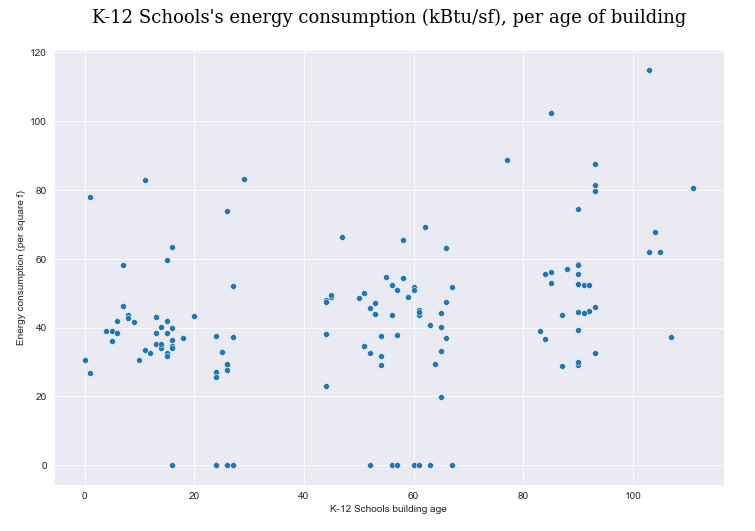 K-12 Schools's energy consumption (kBtu/sf), per age of building
120
100
80
60
40
20
0
Energy consumption (per square f)
0 20 40 60 80 100
K-12 Schools building age